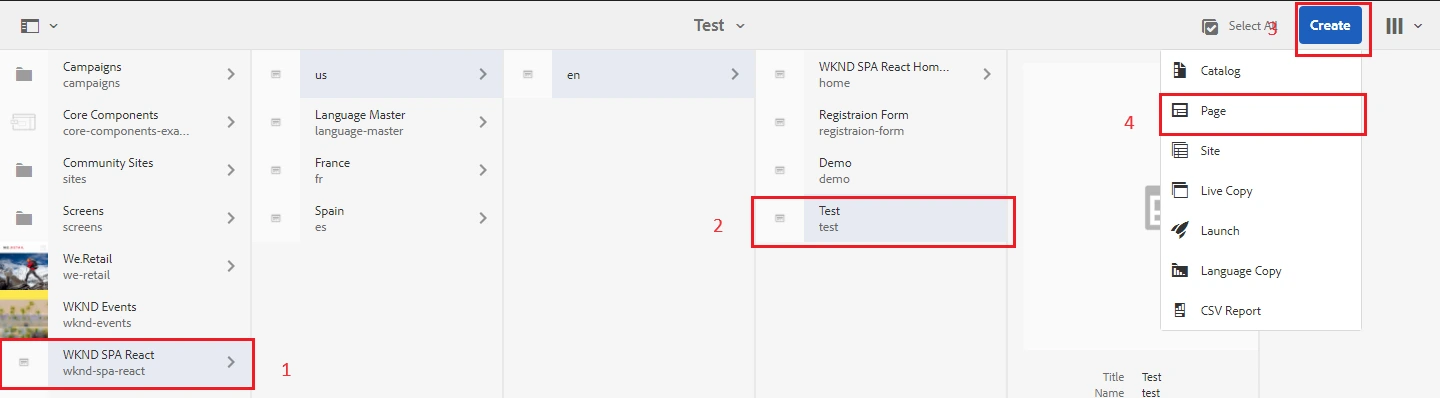 Test
Select Al
3
Create
Campaigns
campaigns
Core Components
core-components-exa...
Community Sites
sites
Screens
screens
We.Retail
we-retail
WKND Events
wknd-events
WKND SPA React
wknd-spa-react
1
us
Language Master
language-master
France
fr
Spain
es
en
2
WKND SPA React Hom...
home
Registration Form
registraion-form
Demo
demo
Test
test
4
Catalog
Page
Site
Live Copy
Launch
Language Copy
CSV Report
Title Test
Name test